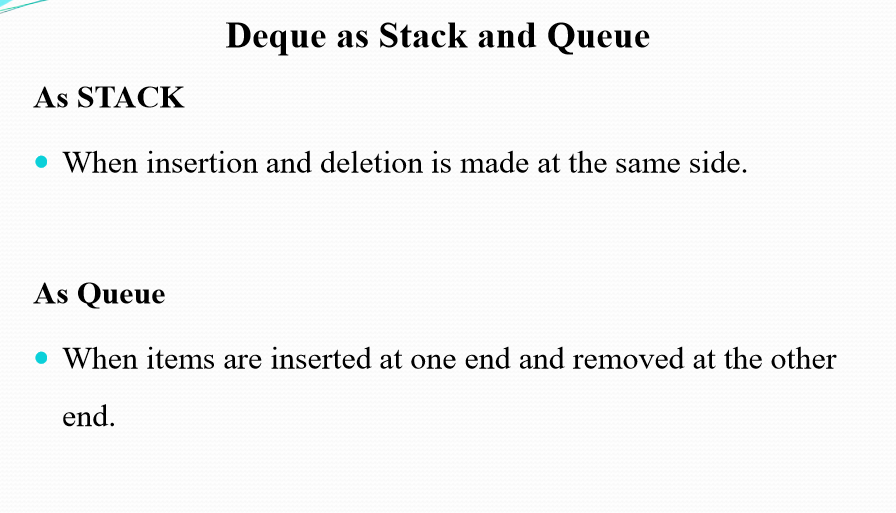 Deque as Stack and Queue
As STACK
• When insertion and deletion is made at the same side.
As Queue
• When items are inserted at one end and removed at the other
end.